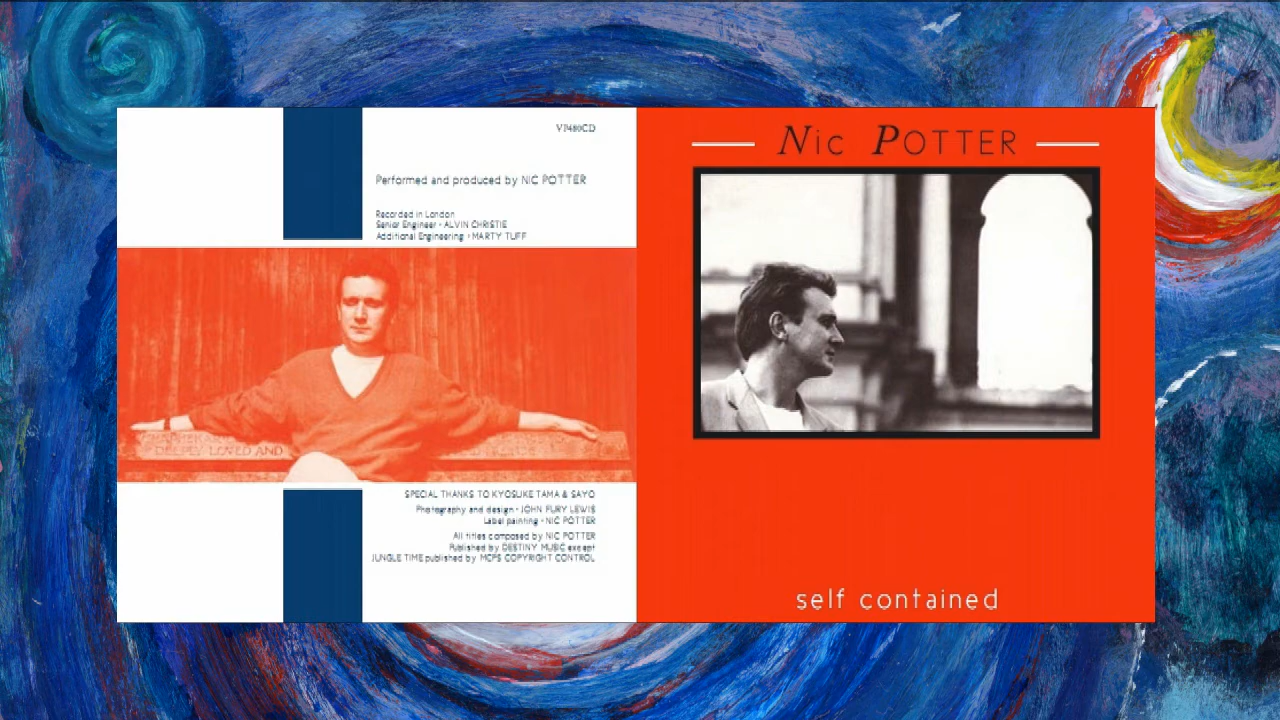 VP480CD
Performed and produced by NIC POTTER
Recorded in London
Senior Engineer • ALVIN CHRISTIE
Additional Engineering • MARTY TUFF
DEEPLY LOVED AND
SPECIAL THANKS TO KYOSUKE TAMA & SAYO
Photography and design • JOHN FURY LEWIS
Label painting • NIC POTTER
All titles composed by NIC POTTER
Published by DESTINY MUSIC except
JUNGLE TIME published by MCPS COPYRIGHT CONTROL
Nic POTTER
self contained